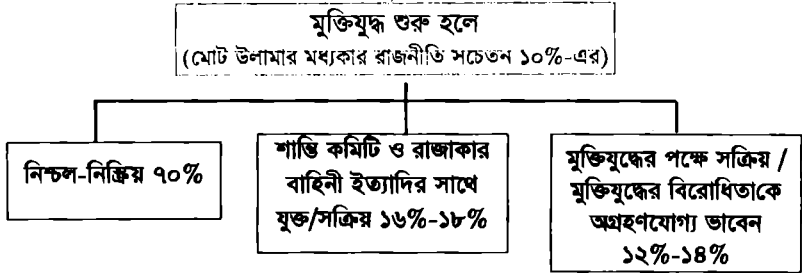 মুক্তিযুদ্ধ শুরু হলে
(মোট উলামার মধ্যকার রাজনীতি সচেতন ১০%-এর)
নিশ্চল-নিষ্ক্রিয় ৭০%
শান্তি কমিটি ও রাজাকার
বাহিনী ইত্যাদির সাথে
যুক্ত/সক্রিয় ১৬%-১৮%
মুক্তিযুদ্ধের পক্ষে সক্রিয় /
মুক্তিযুদ্ধের বিরোধিতাকে
অগ্রহণযোগ্য ভাবেন
১২%-১৪%